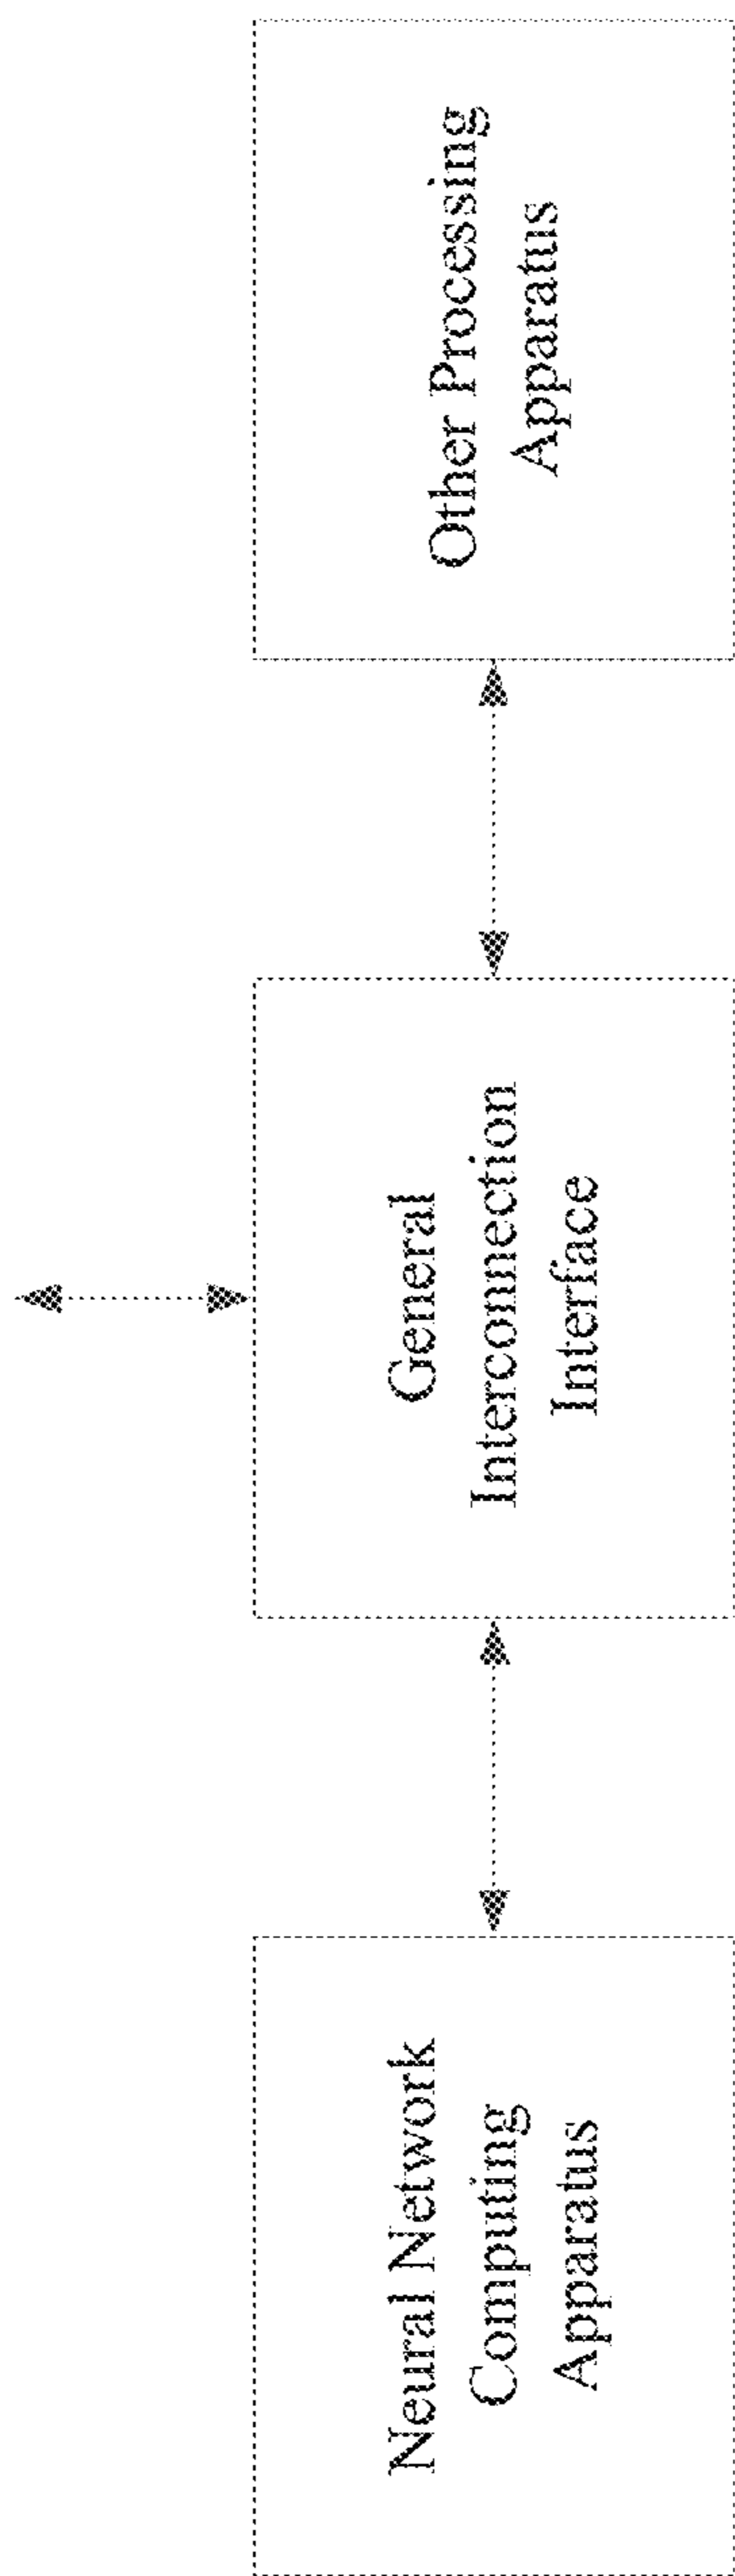 Neural Network
Computing
Apparatus
General
Interconnection
Interface
Other Processing
Apparatus